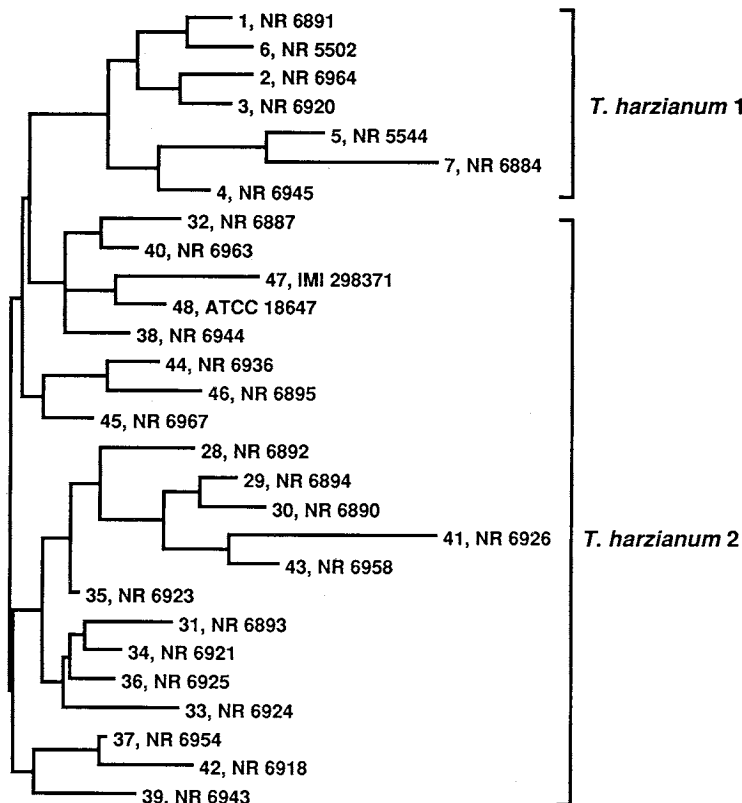 1, NR 6891
6, NR 5502
2, NR 6964
3, NR 6920
T. harzianum 1
5, NR 5544
7, NR 6884
4, NR 6945
32, NR 6887
40, NR 6963
47, IMI 298371
48, ATCC 18647
38, NR 6944
44, NR 6936
46, NR 6895
45, NR 6967
28, NR 6892
29, NR 6894
30, NR 6890
41, NR 6926
T. harzianum 2
43, NR 6958
35, NR 6923
31, NR 6893
34, NR 6921
36, NR 6925
33, NR 6924
37, NR 6954
42, NR 6918
39, NR 6943